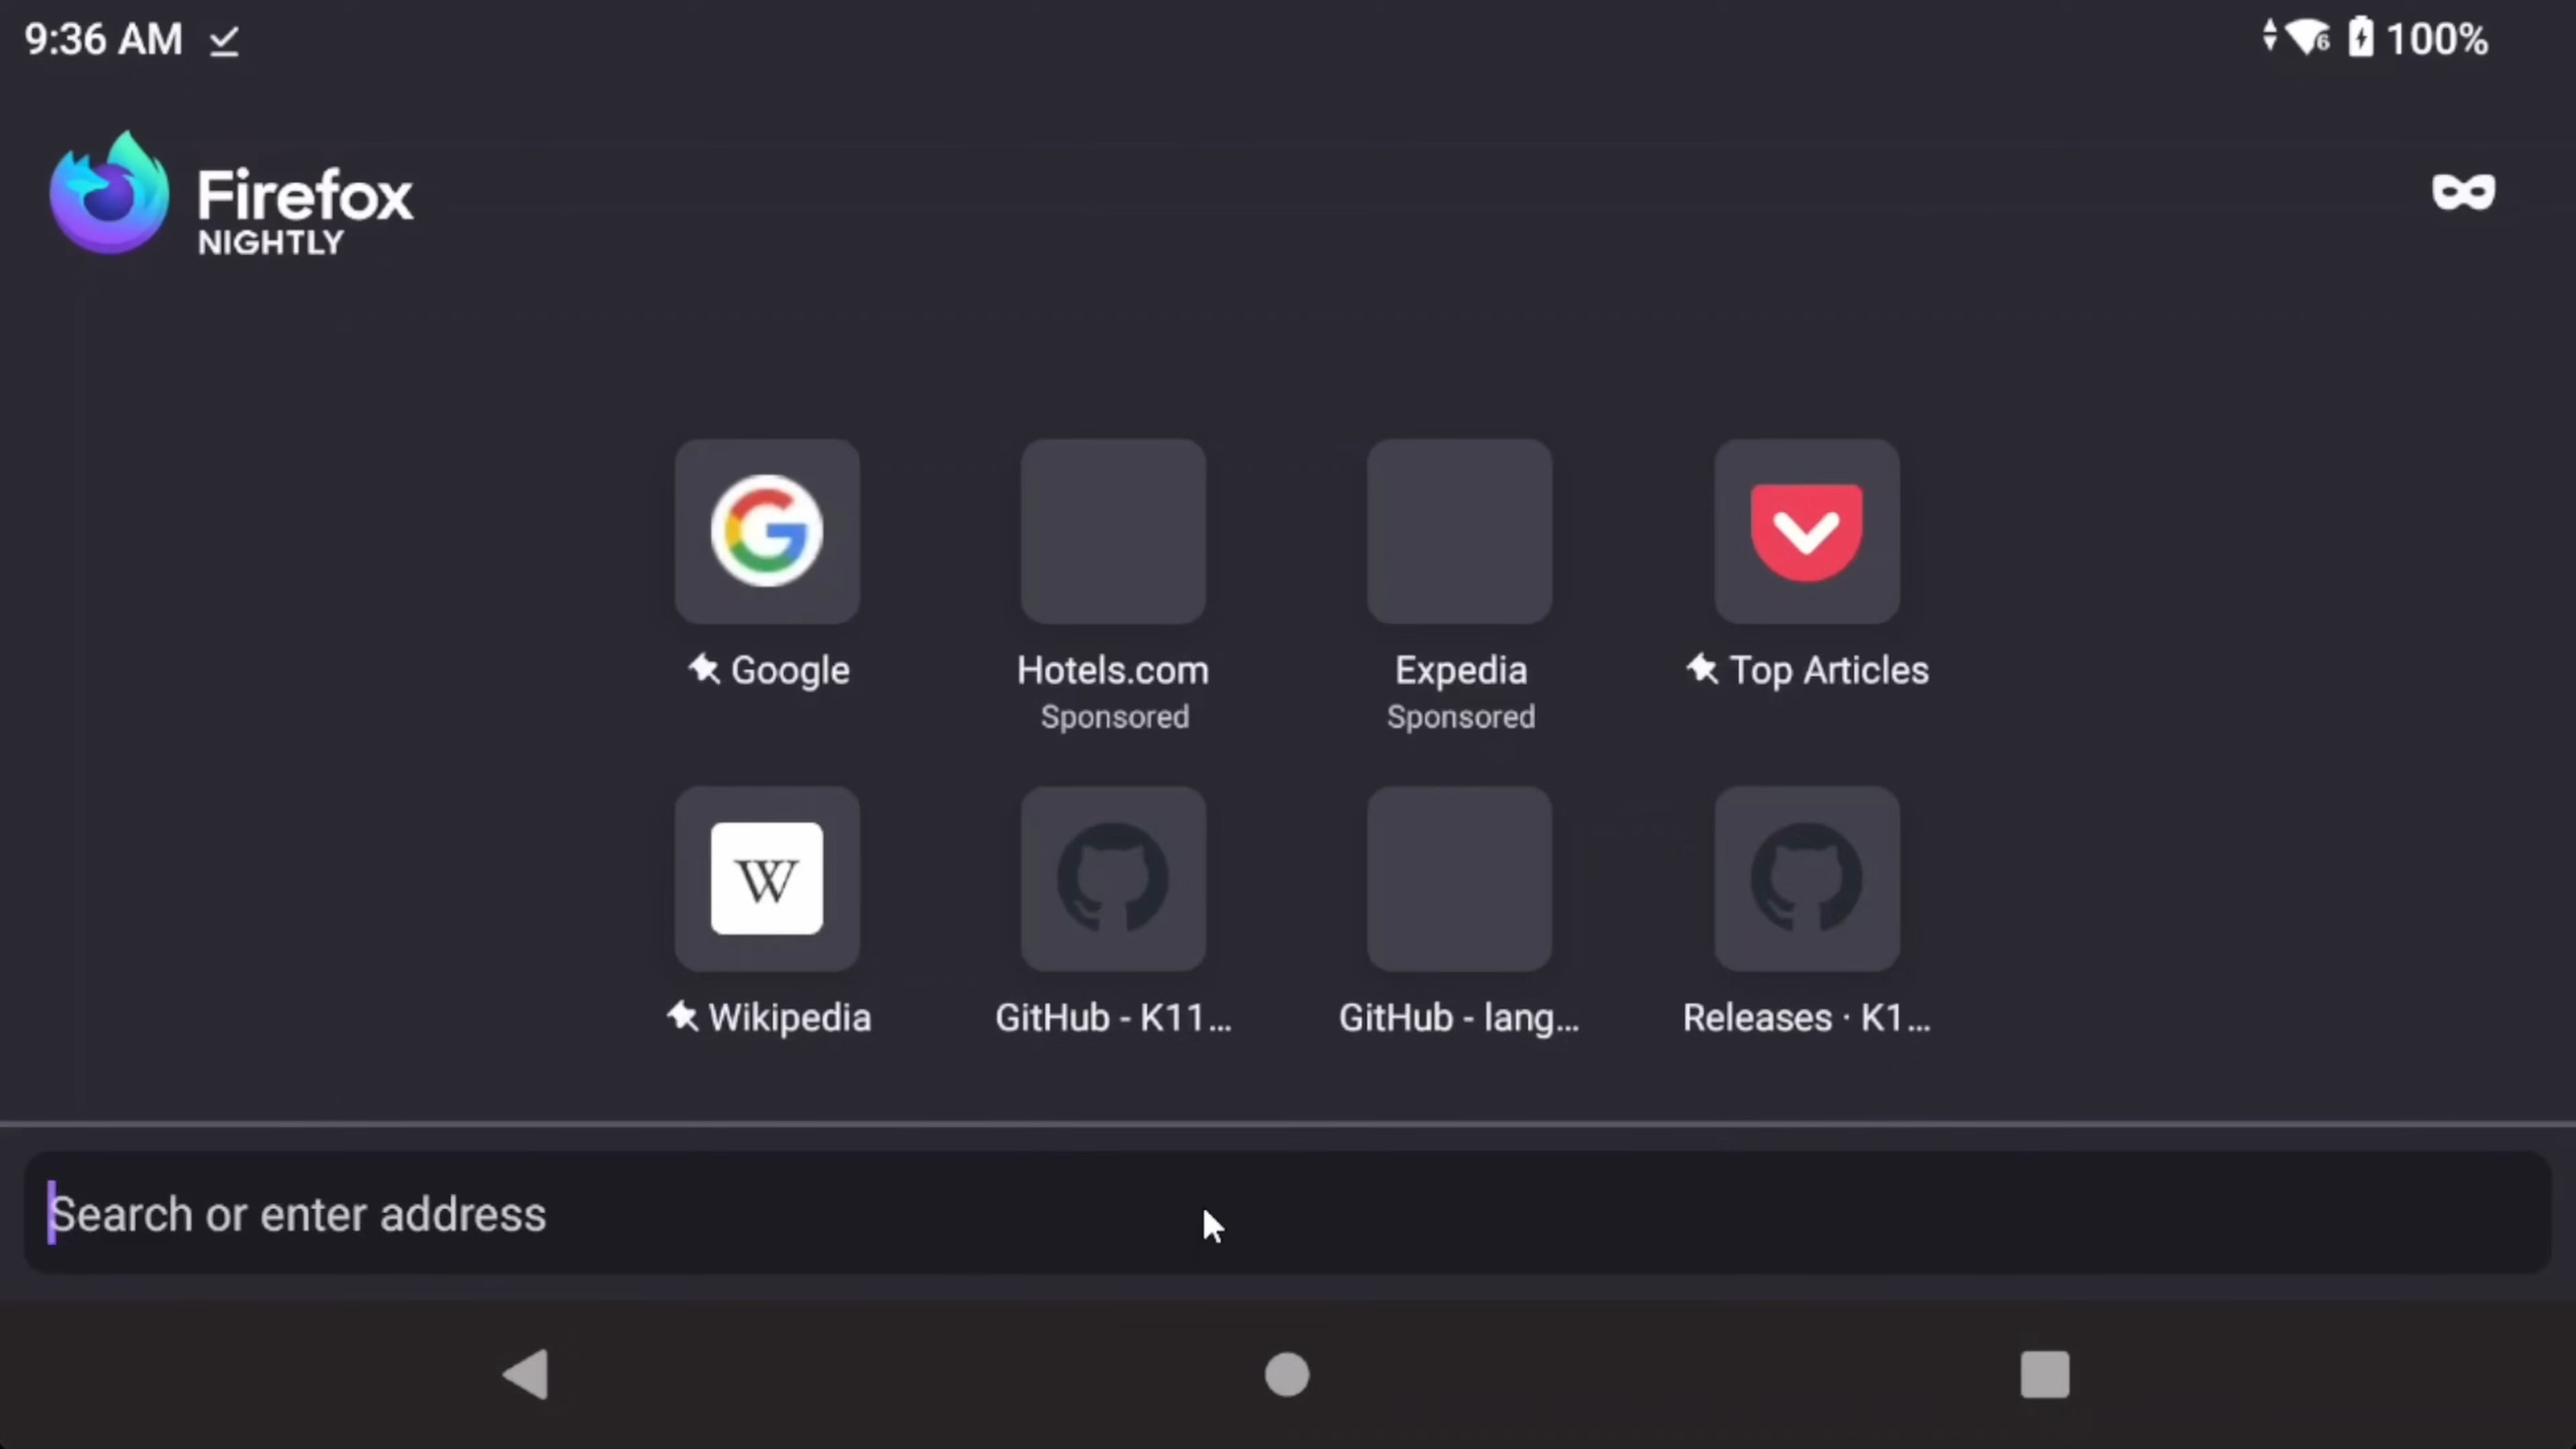 9:36 AM
6 100%
Firefox
NIGHTLY
Google
Hotels.com
Sponsored
Expedia
Sponsored
Top Articles
W
Wikipedia
GitHub - K11...
GitHub - lang...
Releases · K1...
Search or enter address